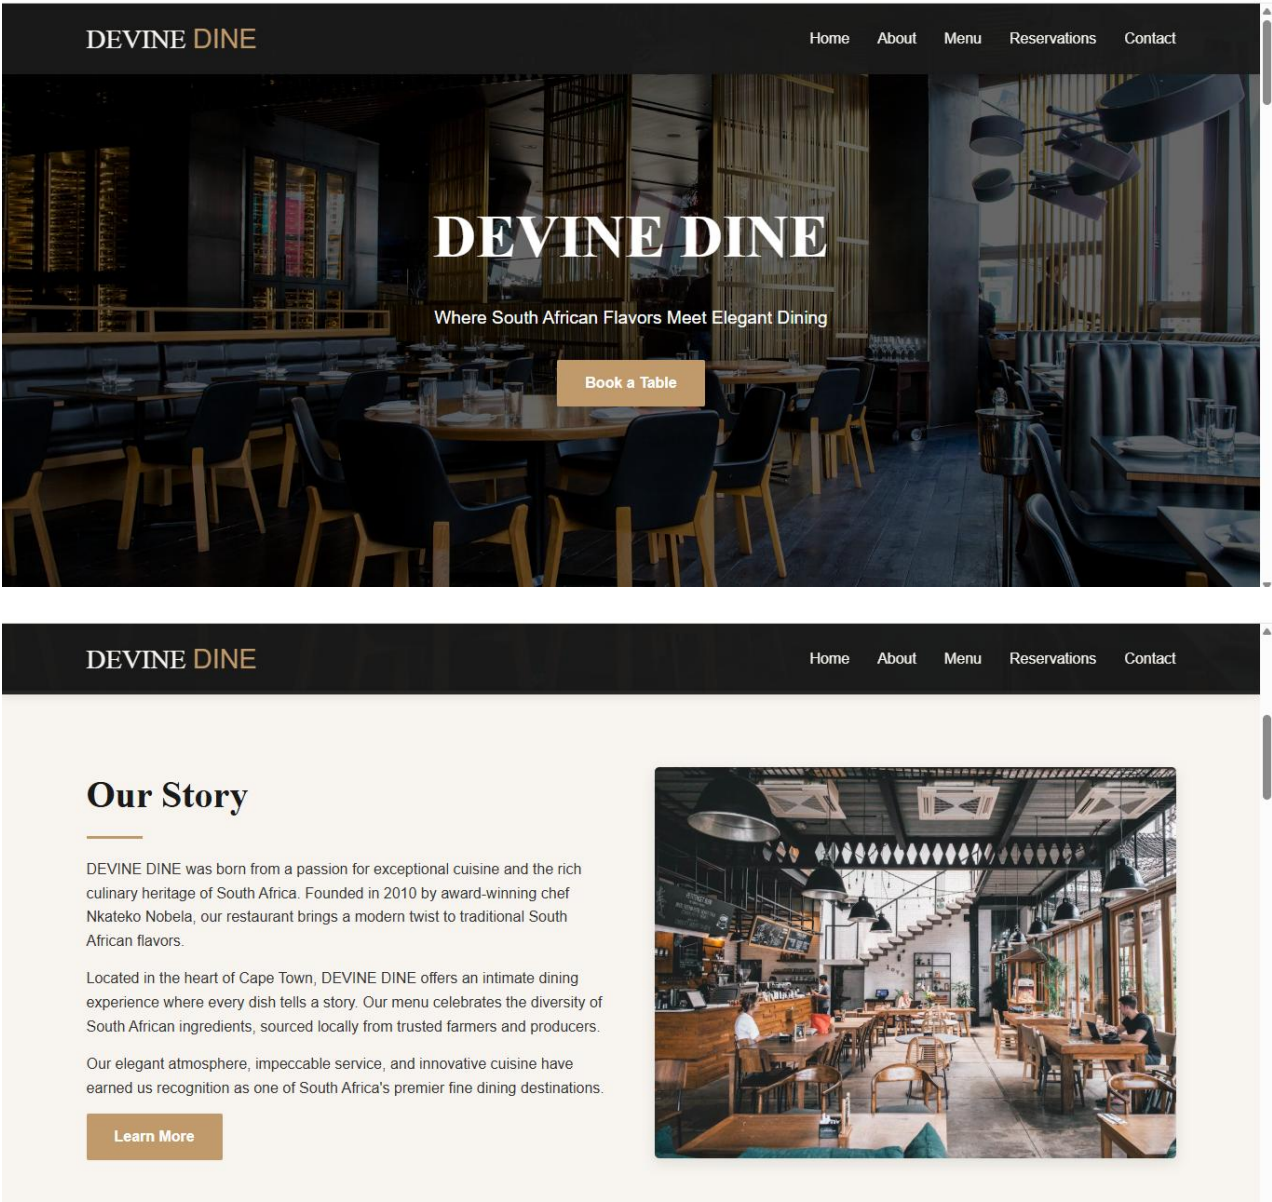 DEVINE DINE
Home About Menu Reservations Contact
DEVINE DINE
Where South African Flavors Meet Elegant Dining
Book a Table
DEVINE DINE
Home About Menu Reservations Contact
Our Story
DEVINE DINE was born from a passion for exceptional cuisine and the rich
culinary heritage of South Africa. Founded in 2010 by award-winning chef
Nkateko Nobela, our restaurant brings a modern twist to traditional South
African flavors.
Located in the heart of Cape Town, DEVINE DINE offers an intimate dining
experience where every dish tells a story. Our menu celebrates the diversity of
South African ingredients, sourced locally from trusted farmers and producers.
Our elegant atmosphere, impeccable service, and innovative cuisine have
earned us recognition as one of South Africa's premier fine dining destinations.
Learn More